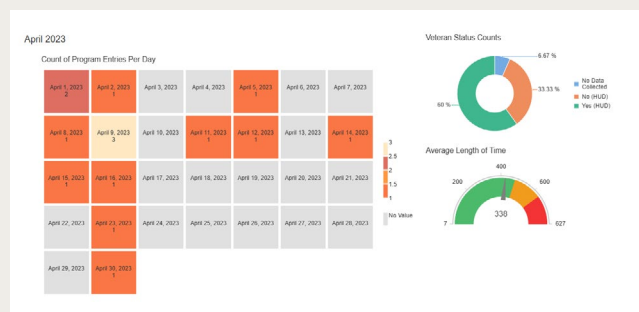 April 2023
Count of Program Entries Per Day
April 1, 2023
2
April 2, 2023
1
April 3, 2023
April 4, 2023
April 5, 2023
1
April 6, 2023
April 7, 2023
April 8, 2023
1
April 9, 2023
3
April 10, 2023
April 11, 2023
1
April 12, 2023
1
April 13, 2023
April 14, 2023
1
April 15, 2023
1
April 16, 2023
1
April 17, 2023
April 18, 2023
April 19, 2023
April 20, 2023
April 21, 2023
April 22, 2023
April 23, 2023
1
April 24, 2023
April 25, 2023
April 26, 2023
April 27, 2023
April 28, 2023
April 29, 2023
April 30, 2023
1
3
2.5
2
1.5
1
No Value
Veteran Status Counts
6.67 %
33.33 %
60 %
No Data
Collected
No (HUD)
Yes (HUD)
Average Length of Time
7
200
400
600
627
338